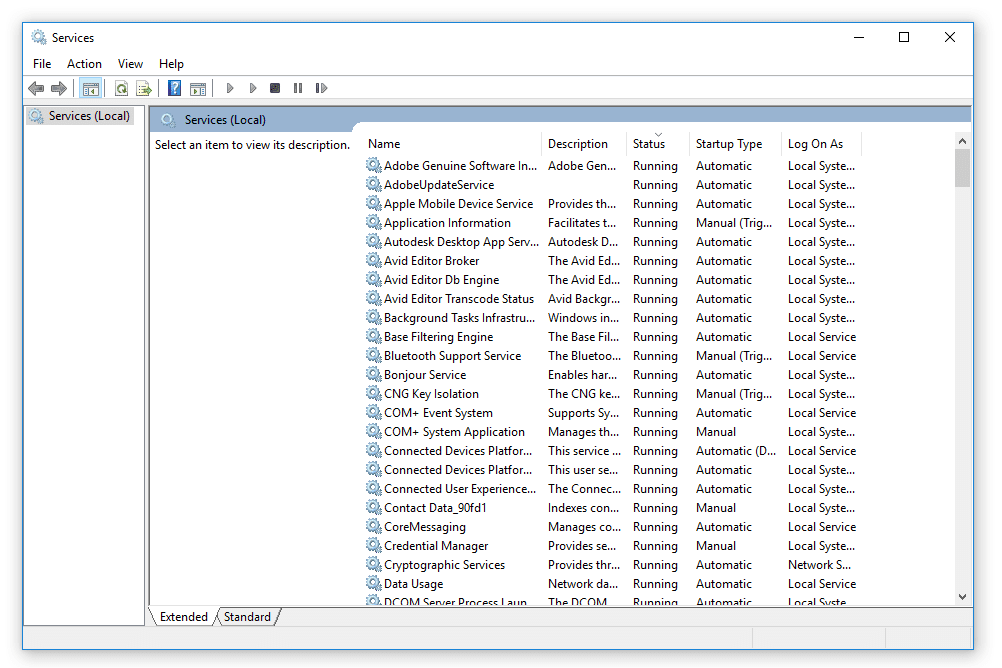 Services
File Action View Help
Services (Local)
Services (Local)
Select an item to view its description.
Name Description Status Startup Type Log On As
Adobe Genuine Software In... Adobe Gen... Running Automatic Local Syste...
AdobeUpdateService Running Automatic Local Syste...
Apple Mobile Device Service Provides th... Running Automatic Local Syste...
Application Information Facilitates t... Running Manual (Trig... Local Syste...
Autodesk Desktop App Serv... Autodesk D... Running Automatic Local Syste...
Avid Editor Broker The Avid Ed... Running Automatic Local Syste...
Avid Editor Db Engine The Avid Ed... Running Automatic Local Syste...
Avid Editor Transcode Status Avid Backgr... Running Automatic Local Syste...
Background Tasks Infrastru... Windows in... Running Automatic Local Syste...
Base Filtering Engine The Base Fil... Running Automatic Local Service
Bluetooth Support Service The Bluetoo... Running Manual (Trig... Local Service
Bonjour Service Enables har... Running Automatic Local Syste...
CNG Key Isolation The CNG ke... Running Manual (Trig... Local Syste...
COM+ Event System Supports Sy... Running Automatic Local Service
COM+ System Application Manages th... Running Manual Local Syste...
Connected Devices Platfor... This service ... Running Automatic (D... Local Service
Connected Devices Platfor... This user se... Running Automatic Local Syste...
Connected User Experience... The Connec... Running Automatic Local Syste...
Contact Data_90fd1 Indexes con... Running Manual Local Syste...
CoreMessaging Manages co... Running Automatic Local Service
Credential Manager Provides se... Running Manual Local Syste...
Cryptographic Services Provides thr... Running Automatic Network S...
Data Usage Network da... Running Automatic Local Service
DCOM Server Process Laun... The DCOM ... Running Automatic Local Syste...
Extended Standard